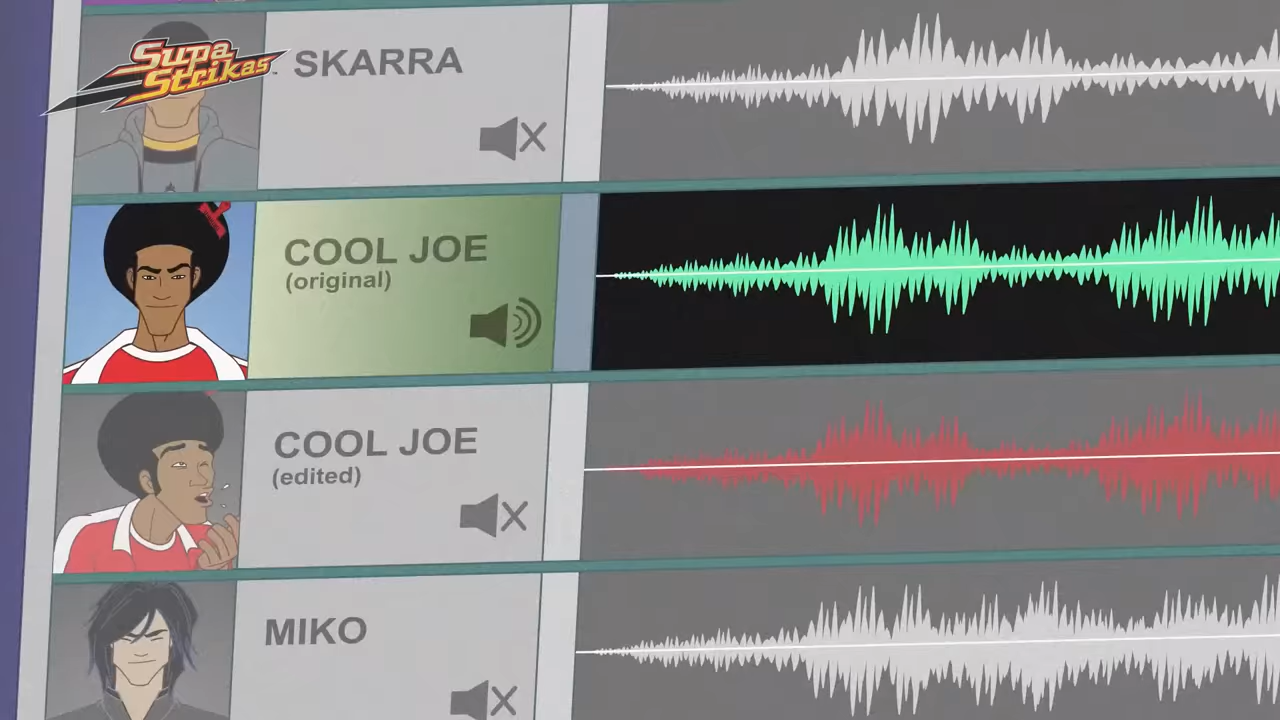 Supa
Strikas
SKARRA
COOL JOE
(original)
COOL JOE
(edited)
MIKO